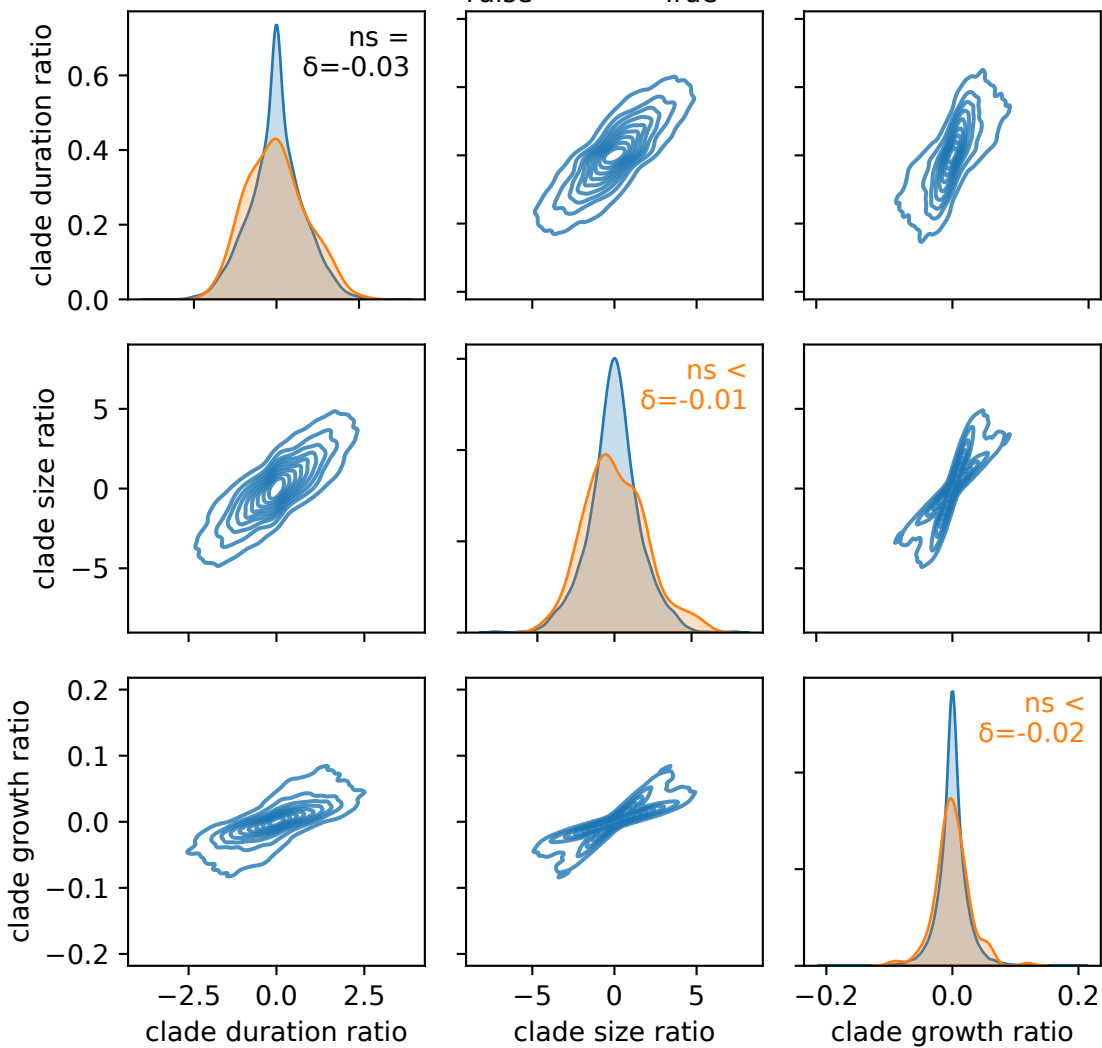 clade duration ratio
0.6
0.4
0.2
0.0
ns =
δ=-0.03
clade size ratio
5
0
−5
ns <
δ=-0.01
clade growth ratio
0.2
0.1
0.0
−0.1
−0.2
ns <
δ=-0.02
−2.5 0.0 2.5
−5 0 5
−0.2 0.0 0.2
clade duration ratio
clade size ratio
clade growth ratio